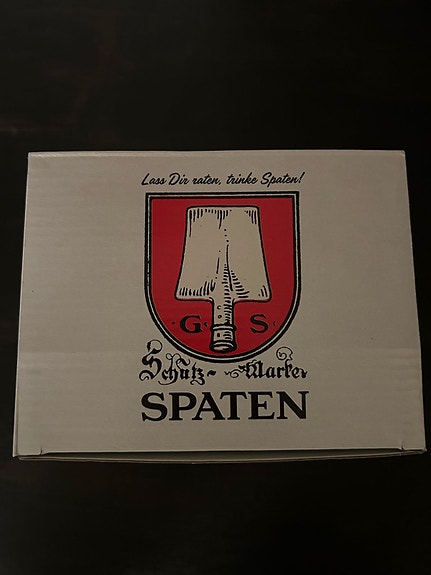 Lass Dir raten, trinke Spaten!
· G · S ·
Schutz-Marke
SPATEN